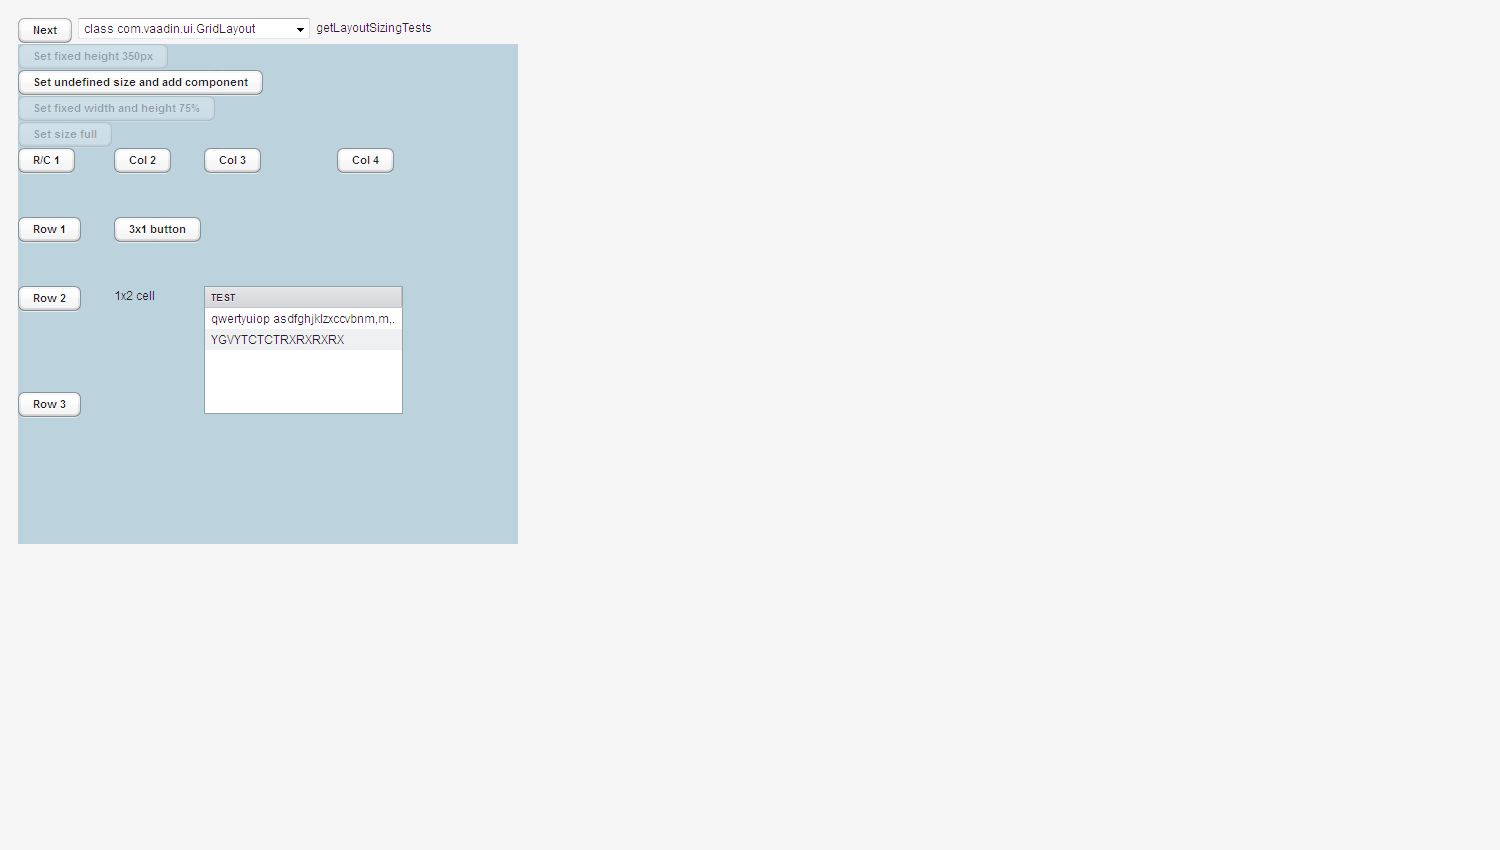 Next class com.vaadin.ui.GridLayout getLayoutSizingTests
Set fixed height 350px
Set undefined size and add component
Set fixed width and height 75%
Set size full
R/C 1 Col 2 Col 3 Col 4
Row 1 3x1 button
Row 2 1x2 cell TEST
qwertyuiop asdfghjklzxccvbnm,m,.
YGVYTCTCTRXRXRXRX
Row 3